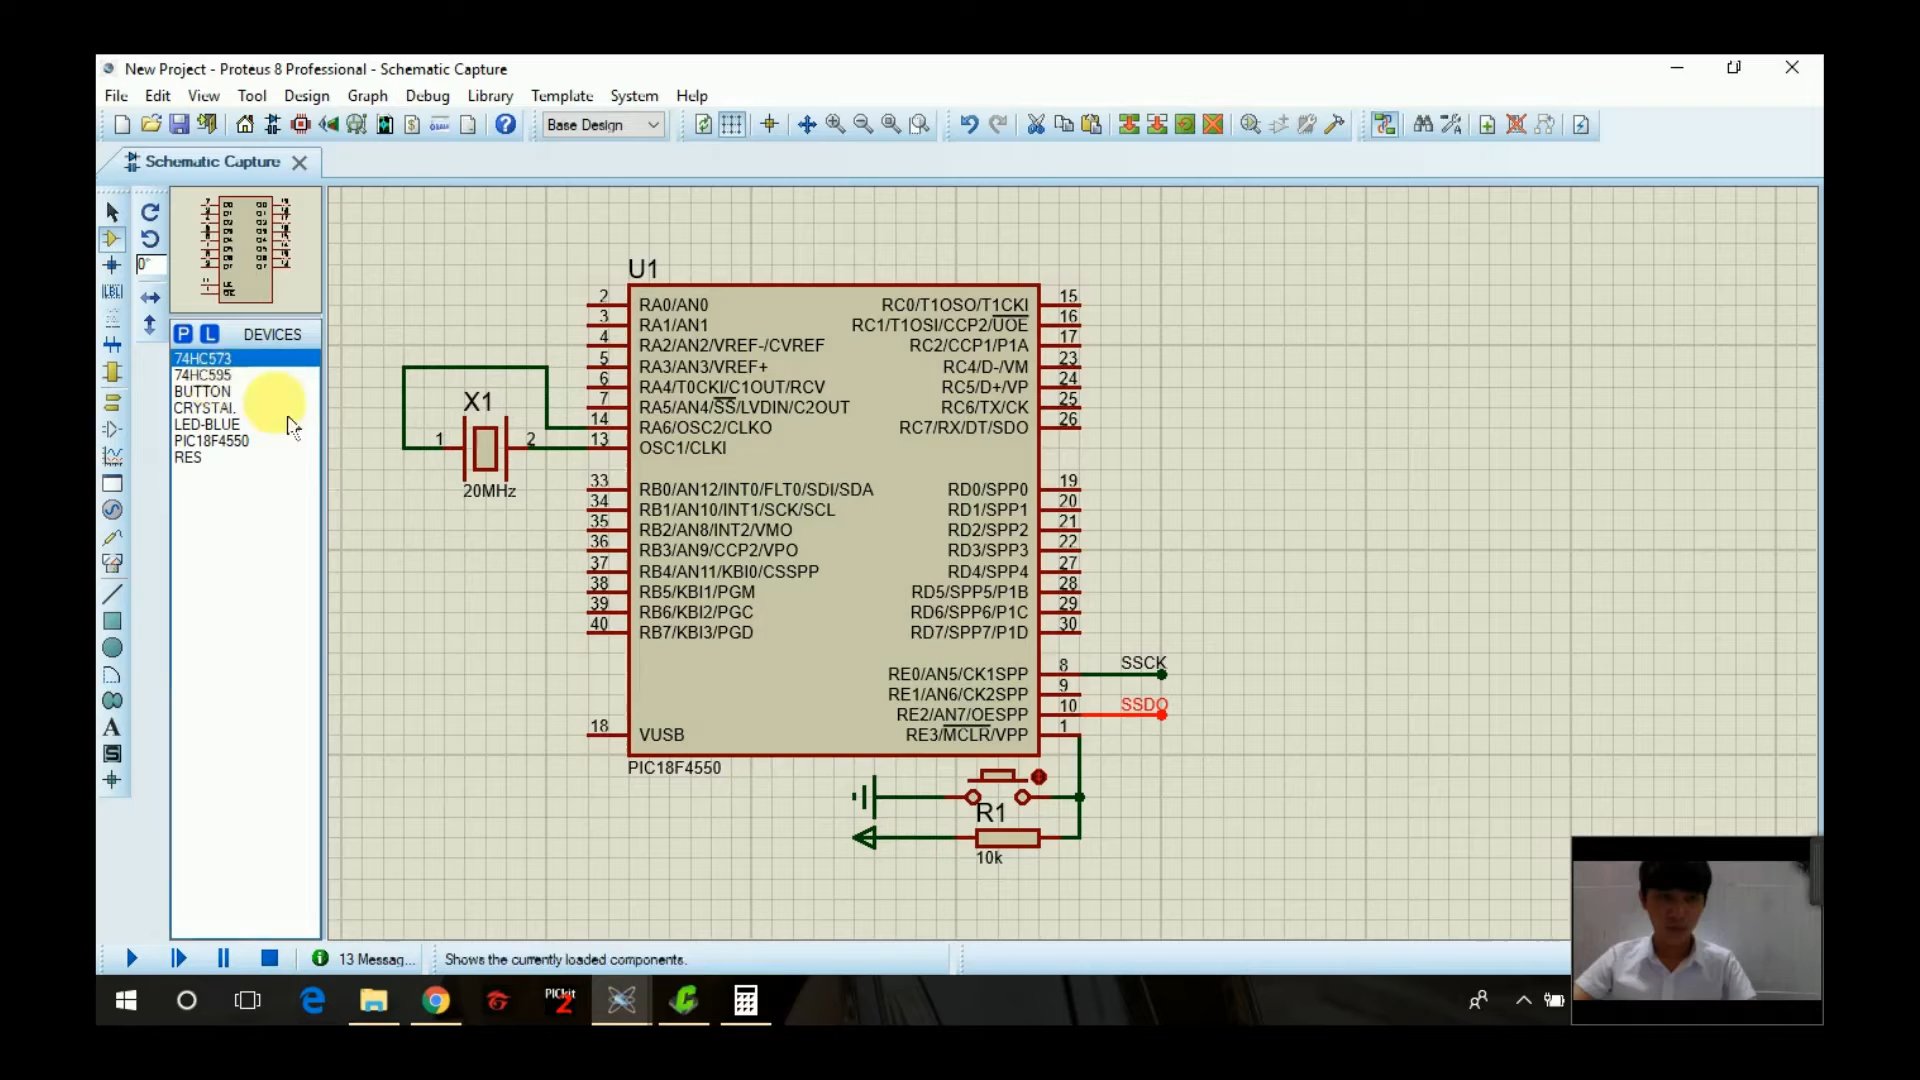 New Project - Proteus 8 Professional - Schematic Capture
File Edit View Tool Design Graph Debug Library Template System Help
Base Design
Schematic Capture
0°
P L DEVICES
74HC573
74HC595
BUTTON
CRYSTAL
LED-BLUE
PIC18F4550
RES
LBL
A
S
U1
2 RA0/AN0 RC0/T1OSO/T1CKI 15
3 RA1/AN1 RC1/T1OSI/CCP2/UOE 16
4 RA2/AN2/VREF-/CVREF RC2/CCP1/P1A 17
5 RA3/AN3/VREF+ RC4/D-/VM 23
6 RA4/T0CKI/C1OUT/RCV RC5/D+/VP 24
7 RA5/AN4/SS/LVDIN/C2OUT RC6/TX/CK 25
14 RA6/OSC2/CLKO RC7/RX/DT/SDO 26
13 OSC1/CLKI
X1
1 2
20MHz
33 RB0/AN12/INT0/FLT0/SDI/SDA RD0/SPP0 19
34 RB1/AN10/INT1/SCK/SCL RD1/SPP1 20
35 RB2/AN8/INT2/VMO RD2/SPP2 21
36 RB3/AN9/CCP2/VPO RD3/SPP3 22
37 RB4/AN11/KBI0/CSSPP RD4/SPP4 27
38 RB5/KBI1/PGM RD5/SPP5/P1B 28
39 RB6/KBI2/PGC RD6/SPP6/P1C 29
40 RB7/KBI3/PGD RD7/SPP7/P1D 30
RE0/AN5/CK1SPP 8 SSCK
RE1/AN6/CK2SPP 9
RE2/AN7/OESPP 10 SSDO
18 VUSB RE3/MCLR/VPP 1
PIC18F4550
R1
10k
13 Messag... Shows the currently loaded components.
PICkit
2